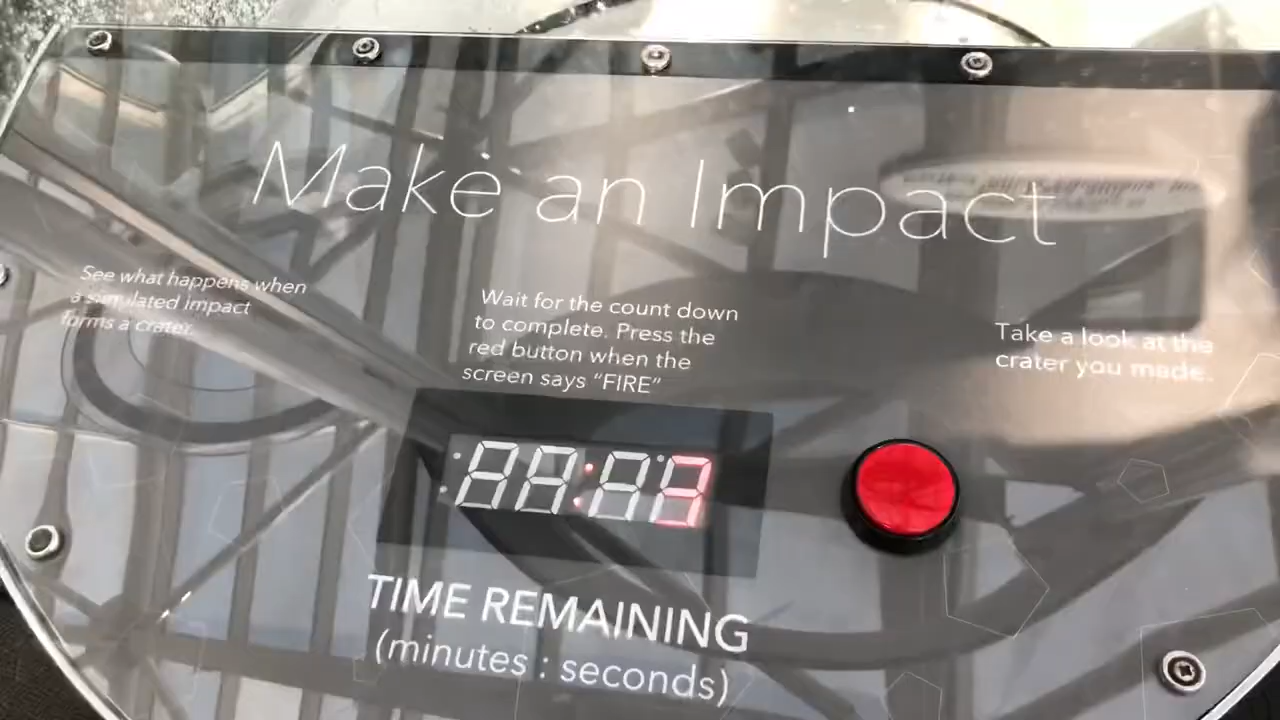 Make an Impact
See what happens when
a simulated impact
forms a crater.
Wait for the count down
to complete. Press the
red button when the
screen says "FIRE"
Take a look at the
crater you made.
:3
TIME REMAINING
(minutes : seconds)